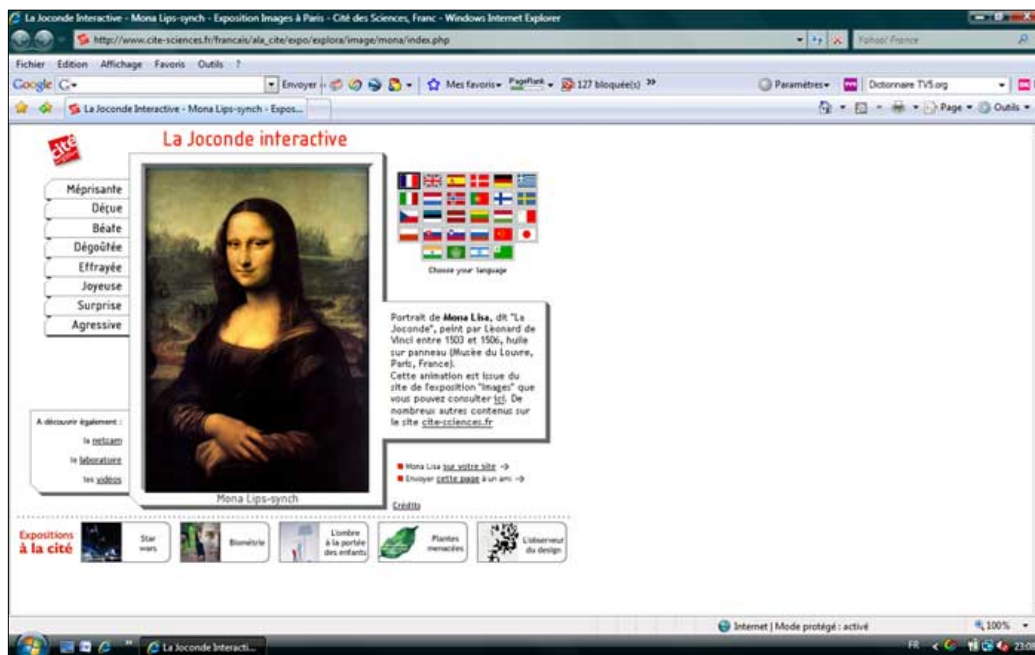 La Joconde Interactive - Mona Lips-synch - Exposition Images à Paris - Cité des Sciences, Franc - Windows Internet Explorer
http://www.cite-sciences.fr/francais/ala_cite/expo/explora/image/mona/index.php
Yahoo! France
Fichier Edition Affichage Favoris Outils ?
Google G Envoyer Mes favoris PageRank 127 bloquée(s) Paramètres Dictionnaire TV5.org
La Joconde Interactive - Mona Lips-synch - Expos...
Page Outils
cité
La Joconde interactive
Méprisante
Déçue
Béate
Dégoûtée
Effrayée
Joyeuse
Surprise
Agressive
Choose your language
Portrait de Mona Lisa, dit "La
Joconde", peint par Léonard de
Vinci entre 1503 et 1506, huile
sur panneau (Musée du Louvre,
Paris, France).
Cette animation est issue du
site de l'exposition "Images" que
vous pouvez consulter ici. De
nombreux autres contenus sur
le site cite-sciences.fr
A découvrir également :
la netcam
le laboratoire
les vidéos
Mona Lisa sur votre site
Envoyer cette page à un ami
Mona Lips-synch
Crédits
Expositions
à la cité
Star
wars
Biométrie
L'ombre
à la portée
des enfants
Plantes
menacées
L'observeur
du design
Internet | Mode protégé : activé
100%
La Joconde Interacti...
FR
23:08